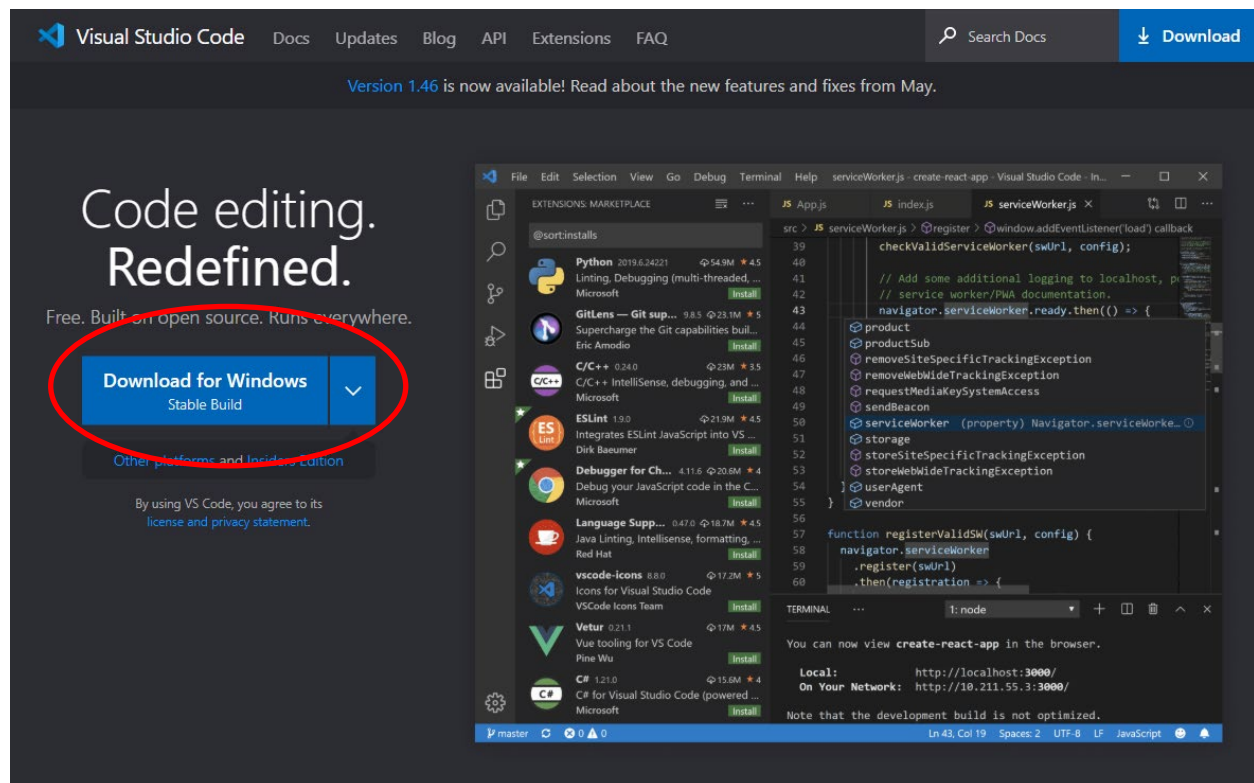 Visual Studio Code Docs Updates Blog API Extensions FAQ Search Docs Download
Version 1.46 is now available! Read about the new features and fixes from May.
Code editing.
Redefined.
Free. Built on open source. Runs everywhere.
Download for Windows
Stable Build
Other platforms and Insiders Edition
By using VS Code, you agree to its
license and privacy statement.
File Edit Selection View Go Debug Terminal Help serviceWorker.js - create-react-app - Visual Studio Code - In...
EXTENSIONS: MARKETPLACE
@sort:installs
Python 2019.6.24221 54.9M ★ 4.5
Linting, Debugging (multi-threaded, ...
Microsoft Install
GitLens — Git sup... 9.8.5 23.1M ★ 5
Supercharge the Git capabilities buil...
Eric Amodio Install
C/C++ C/C++ 0.24.0 23M ★ 3.5
C/C++ IntelliSense, debugging, and ...
Microsoft Install
ES Lint ESLint 1.9.0 21.9M ★ 4.5
Integrates ESLint JavaScript into VS ...
Dirk Baeumer Install
Debugger for Ch... 4.11.6 20.6M ★ 4
Debug your JavaScript code in the C...
Microsoft Install
Language Supp... 0.47.0 18.7M ★ 4.5
Java Linting, Intellisense, formatting, ...
Red Hat Install
vscode-icons 8.8.0 17.2M ★ 5
Icons for Visual Studio Code
VSCode Icons Team Install
Vetur 0.21.1 17M ★ 4.5
Vue tooling for VS Code
Pine Wu Install
C# C# 1.21.0 15.6M ★ 4
C# for Visual Studio Code (powered ...
Microsoft Install
JS App.js JS index.js JS serviceWorker.js ×
src > JS serviceWorker.js > register > window.addEventListener('load') callback
39 checkValidServiceWorker(swUrl, config);
40
41 // Add some additional logging to localhost, p
42 // service worker/PWA documentation.
43 navigator.serviceWorker.ready.then(() => {
44 product
45 productSub
46 removeSiteSpecificTrackingException
47 removeWebWideTrackingException
48 requestMediaKeySystemAccess
49 sendBeacon
50 serviceWorker (property) Navigator.serviceWorke...
51 storage
52 storeSiteSpecificTrackingException
53 storeWebWideTrackingException
54 } userAgent
55 } vendor
56
57 function registerValidSW(swUrl, config) {
58 navigator.serviceWorker
59 .register(swUrl)
60 .then(registration => {
TERMINAL ... 1: node
You can now view create-react-app in the browser.
Local: http://localhost:3000/
On Your Network: http://10.211.55.3:3000/
Note that the development build is not optimized.
master 0 0 Ln 43, Col 19 Spaces: 2 UTF-8 LF JavaScript